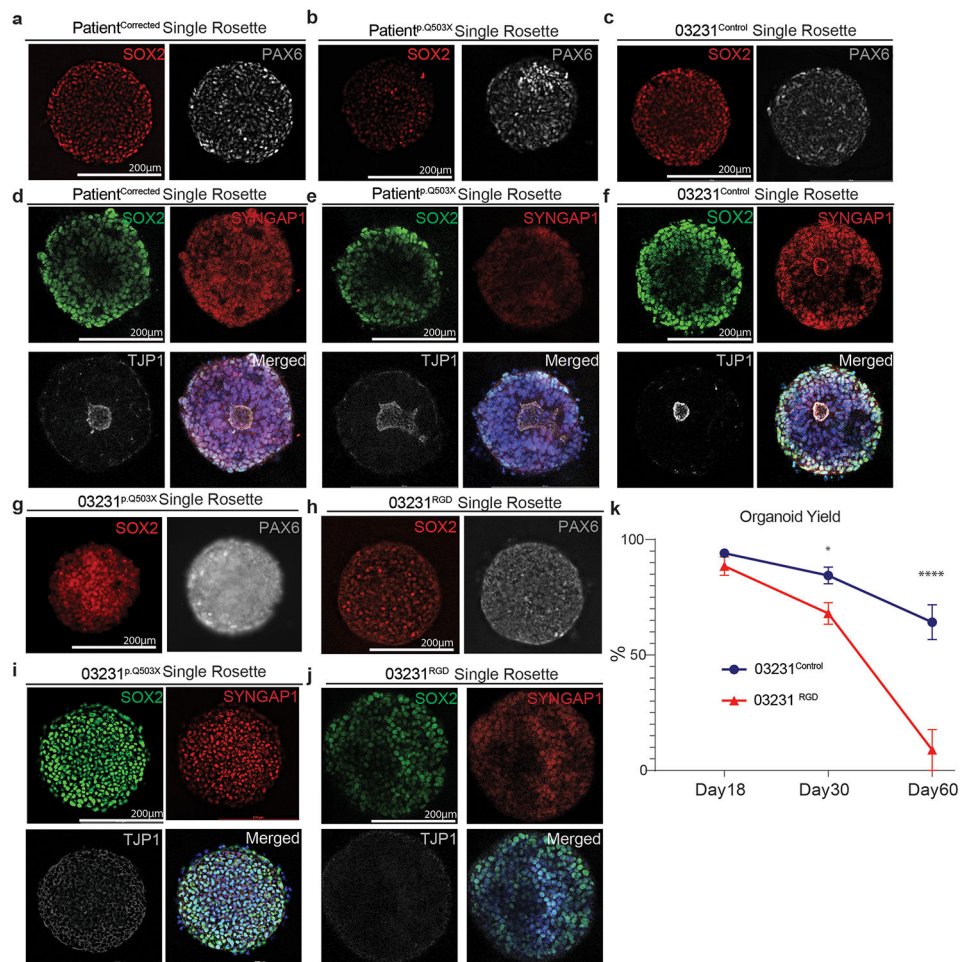 a Patient^Corrected Single Rosette
SOX2 PAX6
200µm
b Patient^p.Q503X Single Rosette
SOX2 PAX6
200µm
c 03231^Control Single Rosette
SOX2 PAX6
200µm
d Patient^Corrected Single Rosette
SOX2 SYNGAP1
200µm
TJP1 Merged
e Patient^p.Q503X Single Rosette
SOX2 SYNGAP1
200µm
TJP1 Merged
f 03231^Control Single Rosette
SOX2 SYNGAP1
200µm
TJP1 Merged
g 03231^p.Q503X Single Rosette
SOX2 PAX6
200µm
h 03231^RGD Single Rosette
SOX2 PAX6
200µm
i 03231^p.Q503X Single Rosette
SOX2 SYNGAP1
200µm
TJP1 Merged
j 03231^RGD Single Rosette
SOX2 SYNGAP1
200µm
TJP1 Merged
k
Organoid Yield
100
50
0
%
*
****
03231^Control
03231^RGD
Day18 Day30 Day60